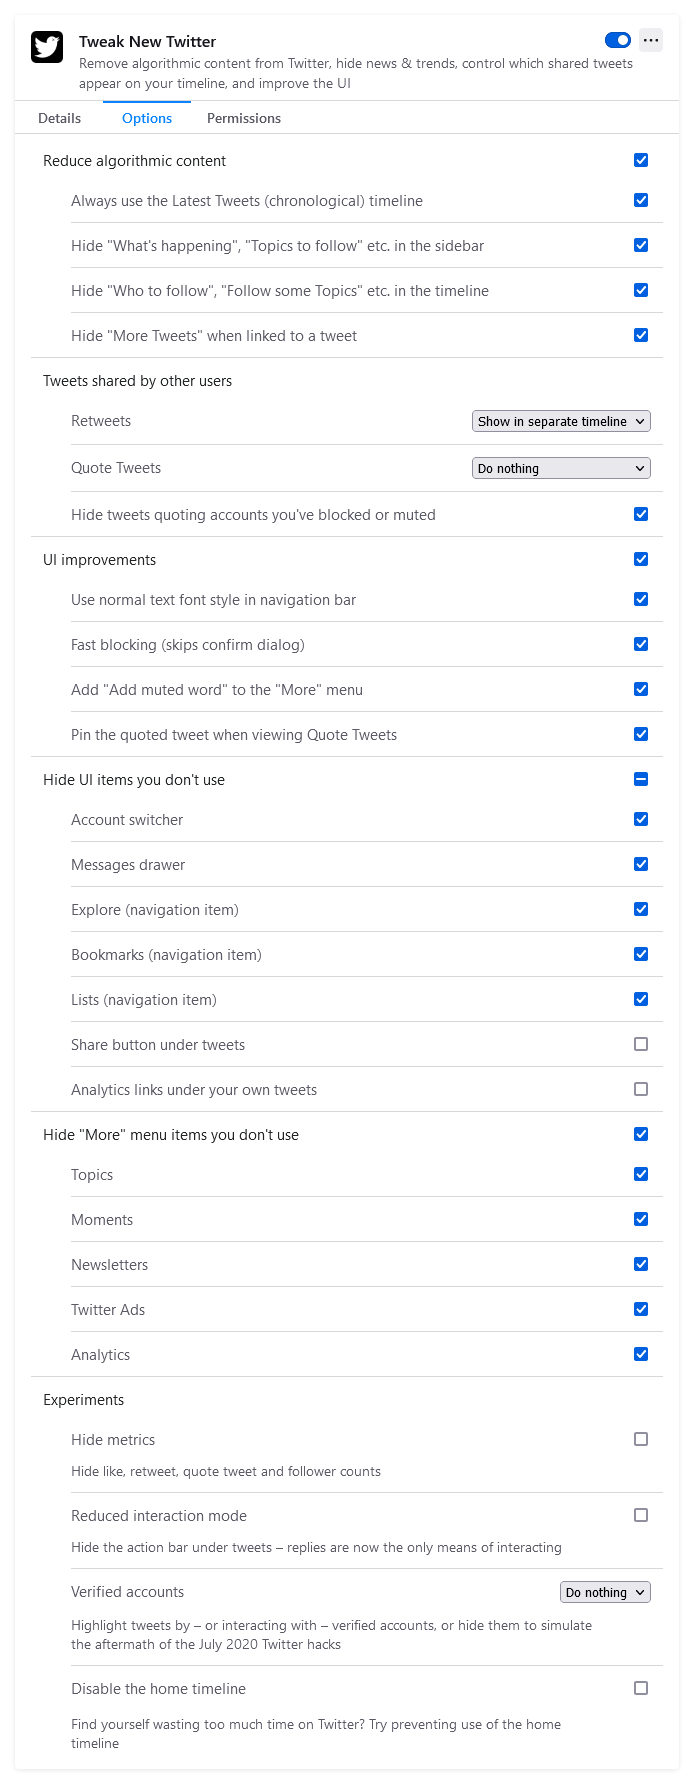 Tweak New Twitter
Remove algorithmic content from Twitter, hide news & trends, control which shared tweets
appear on your timeline, and improve the UI
Details Options Permissions
Reduce algorithmic content
Always use the Latest Tweets (chronological) timeline
Hide "What's happening", "Topics to follow" etc. in the sidebar
Hide "Who to follow", "Follow some Topics" etc. in the timeline
Hide "More Tweets" when linked to a tweet
Tweets shared by other users
Retweets Show in separate timeline
Quote Tweets Do nothing
Hide tweets quoting accounts you've blocked or muted
UI improvements
Use normal text font style in navigation bar
Fast blocking (skips confirm dialog)
Add "Add muted word" to the "More" menu
Pin the quoted tweet when viewing Quote Tweets
Hide UI items you don't use
Account switcher
Messages drawer
Explore (navigation item)
Bookmarks (navigation item)
Lists (navigation item)
Share button under tweets
Analytics links under your own tweets
Hide "More" menu items you don't use
Topics
Moments
Newsletters
Twitter Ads
Analytics
Experiments
Hide metrics
Hide like, retweet, quote tweet and follower counts
Reduced interaction mode
Hide the action bar under tweets – replies are now the only means of interacting
Verified accounts Do nothing
Highlight tweets by – or interacting with – verified accounts, or hide them to simulate
the aftermath of the July 2020 Twitter hacks
Disable the home timeline
Find yourself wasting too much time on Twitter? Try preventing use of the home
timeline